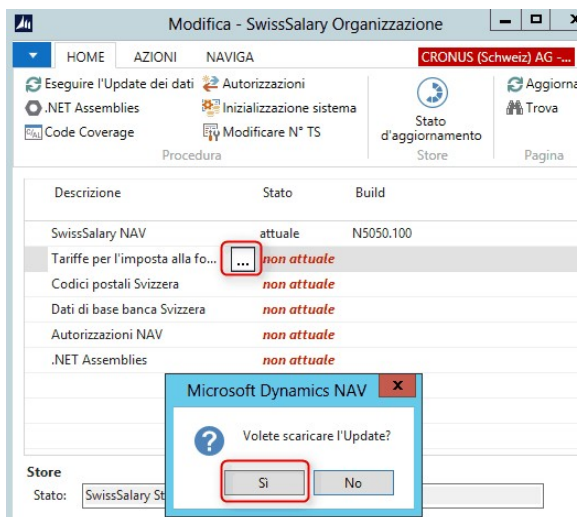 Modifica - SwissSalary Organizzazione
HOME AZIONI NAVIGA CRONUS (Schweiz) AG -...
Eseguire l'Update dei dati Autorizzazioni Aggiorna
.NET Assemblies Inizializzazione sistema Trova
Code Coverage Modificare N° TS Stato d'aggiornamento
Procedura Store Pagina
Descrizione Stato Build
SwissSalary NAV attuale N5050.100
Tariffe per l'imposta alla fo... ... non attuale
Codici postali Svizzera non attuale
Dati di base banca Svizzera non attuale
Autorizzazioni NAV non attuale
.NET Assemblies non attuale
Microsoft Dynamics NAV x
Volete scaricare l'Update?
Sì No
Store
Stato: SwissSalary St